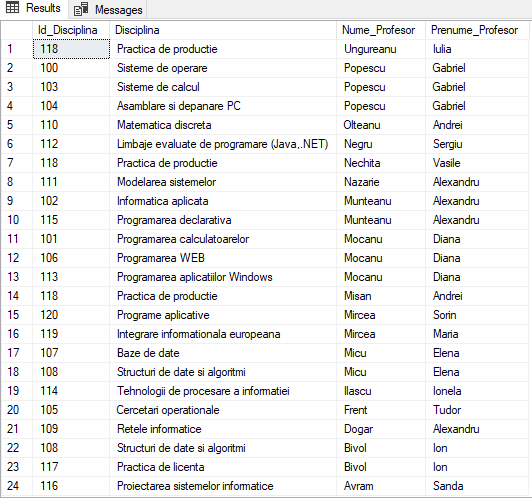 Results Messages
Id_Disciplina Disciplina Nume_Profesor Prenume_Profesor
1 118 Practica de productie Ungureanu Iulia
2 100 Sisteme de operare Popescu Gabriel
3 103 Sisteme de calcul Popescu Gabriel
4 104 Asamblare si depanare PC Popescu Gabriel
5 110 Matematica discreta Olteanu Andrei
6 112 Limbaje evaluate de programare (Java,.NET) Negru Sergiu
7 118 Practica de productie Nechita Vasile
8 111 Modelarea sistemelor Nazarie Alexandru
9 102 Informatica aplicata Munteanu Alexandru
10 115 Programarea declarativa Munteanu Alexandru
11 101 Programarea calculatoarelor Mocanu Diana
12 106 Programarea WEB Mocanu Diana
13 113 Programarea aplicatiilor Windows Mocanu Diana
14 118 Practica de productie Misan Andrei
15 120 Programe aplicative Mircea Sorin
16 119 Integrare informationala europeana Mircea Maria
17 107 Baze de date Micu Elena
18 108 Structuri de date si algoritmi Micu Elena
19 114 Tehnologii de procesare a informatiei Ilascu Ionela
20 105 Cercetari operationale Frent Tudor
21 109 Retele informatice Dogar Alexandru
22 108 Structuri de date si algoritmi Bivol Ion
23 117 Practica de licenta Bivol Ion
24 116 Proiectarea sistemelor informatice Avram Sanda